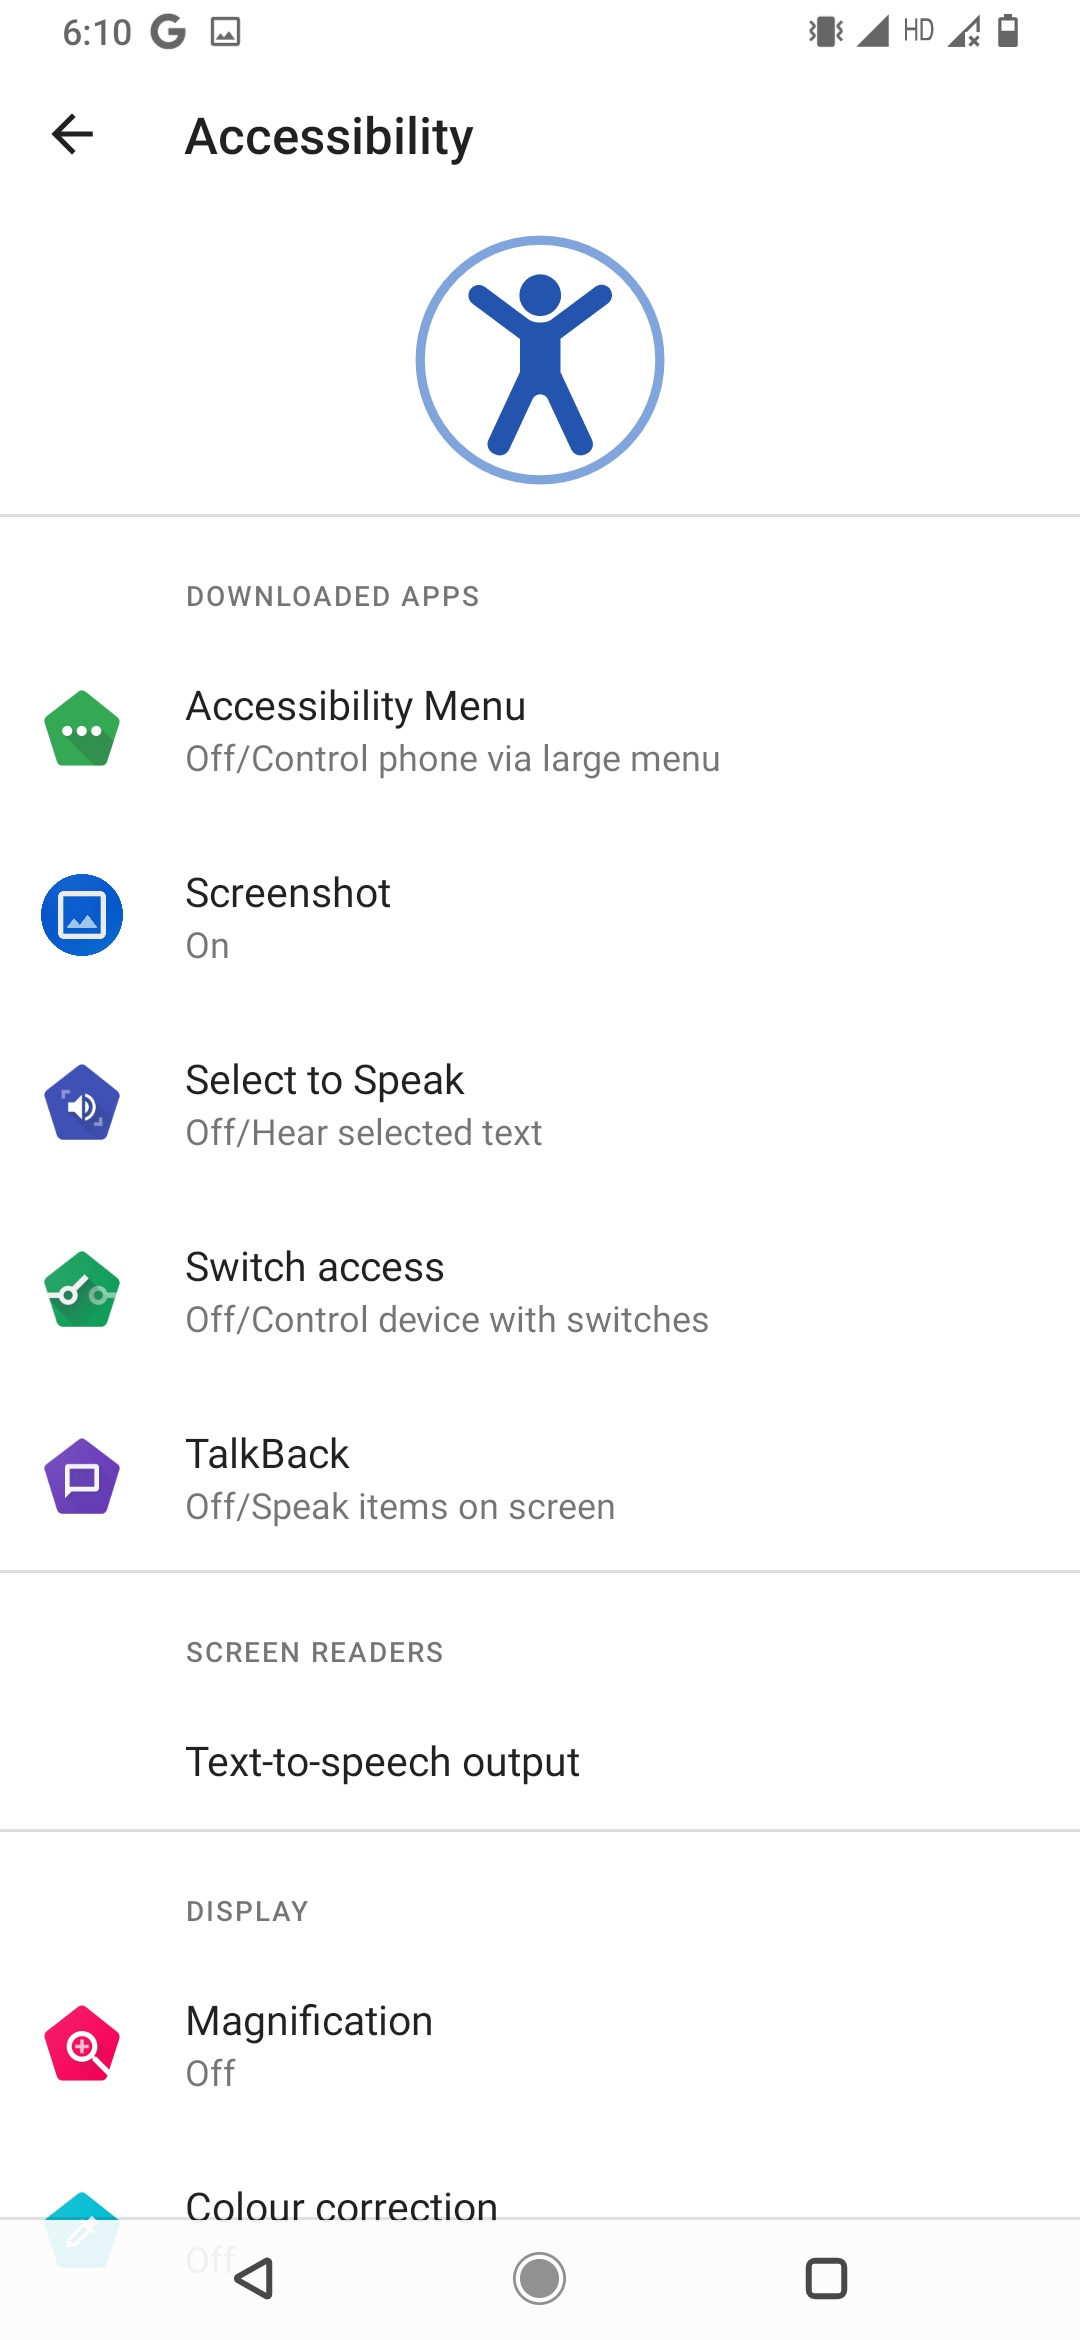 6:10
HD
Accessibility
DOWNLOADED APPS
Accessibility Menu
Off/Control phone via large menu
Screenshot
On
Select to Speak
Off/Hear selected text
Switch access
Off/Control device with switches
TalkBack
Off/Speak items on screen
SCREEN READERS
Text-to-speech output
DISPLAY
Magnification
Off
Colour correction
Off